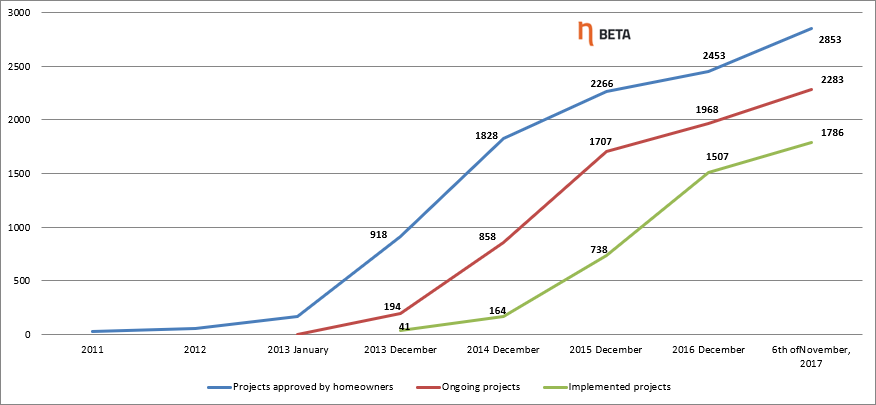 3000
2500
2000
1500
1000
500
0
η BETA
918
1828
2266
2453
2853
194
858
1707
1968
2283
41
164
738
1507
1786
2011
2012
2013 January
2013 December
2014 December
2015 December
2016 December
6th ofNovember,
2017
Projects approved by homeowners
Ongoing projects
Implemented projects